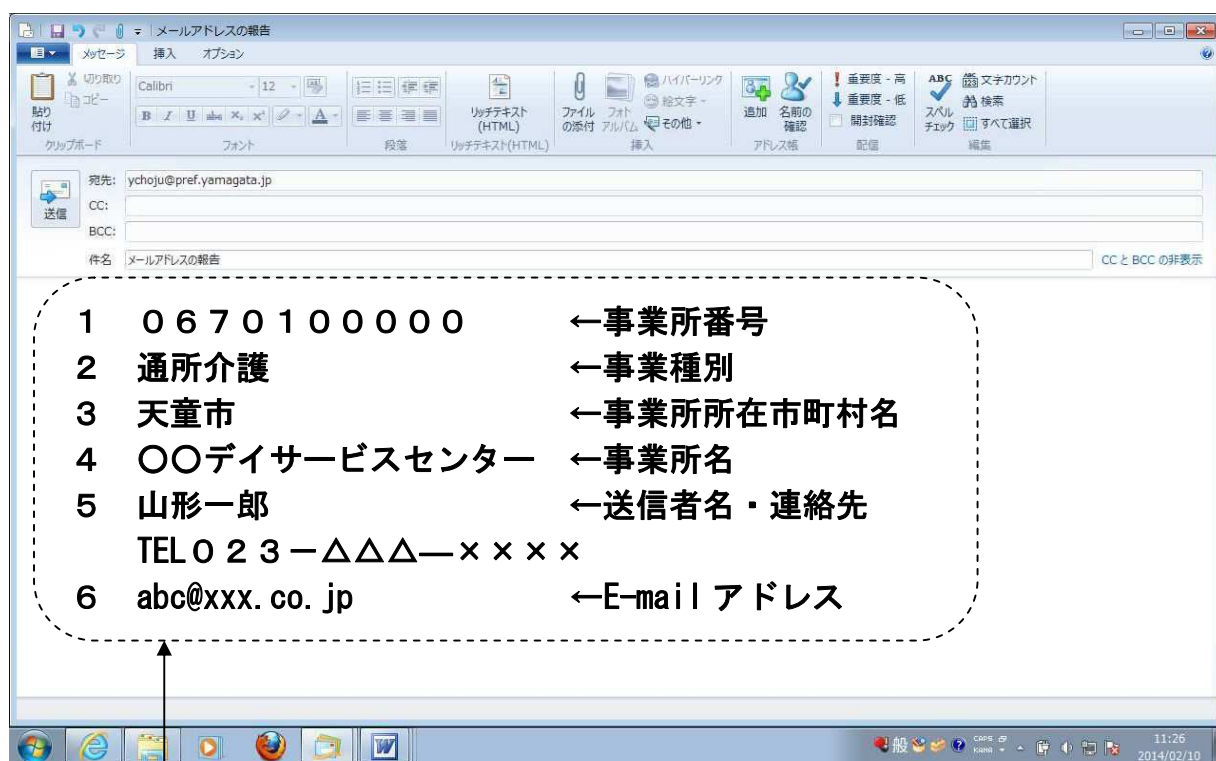 メールアドレスの報告
メッセージ 挿入 オプション
切り取り
コピー
貼り付け
クリップボード
Calibri 12
B I U abc X₂ X² A
フォント
段落
リッチテキスト
(HTML)
リッチテキスト(HTML)
ファイル
の添付
フォト
アルバム
ハイパーリンク
絵文字
その他
挿入
追加
名前の
確認
アドレス帳
重要度 - 高
重要度 - 低
開封確認
配信
ABC
スペル
チェック
文字カウント
検索
すべて選択
編集
送信
宛先: ychoju@pref.yamagata.jp
CC:
BCC:
件名 メールアドレスの報告 CC と BCC の非表示
1 0670100000 ←事業所番号
2 通所介護 ←事業種別
3 天童市 ←事業所所在市町村名
4 〇〇デイサービスセンター ←事業所名
5 山形一郎 ←送信者名・連絡先
TEL023-△△△―××××
6 abc@xxx.co.jp ←E-mail アドレス
般 CAPS KANA 11:26
2014/02/10